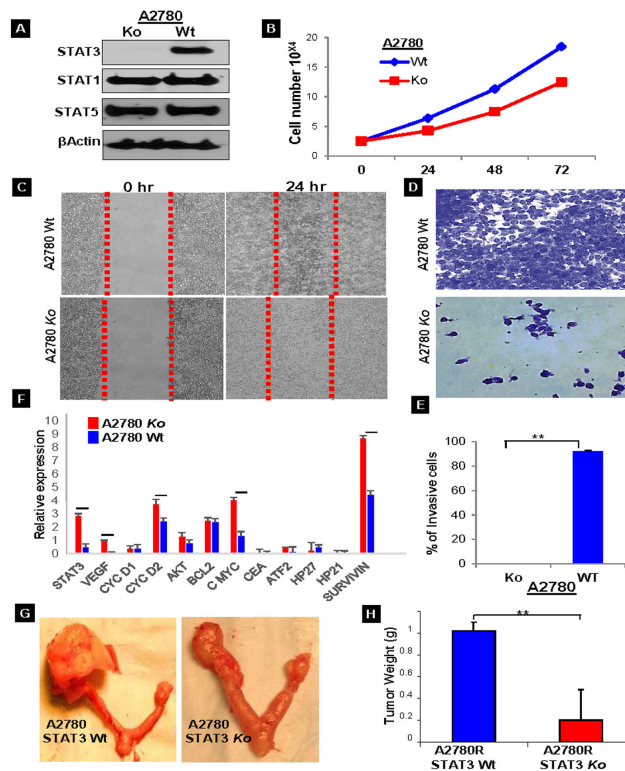 A
A2780
Ko Wt
STAT3
STAT1
STAT5
βActin
B
A2780
Wt
Ko
Cell number 10X4
20
15
10
5
0
0 24 48 72
C
0 hr 24 hr
A2780 Wt
A2780 Ko
D
A2780 Wt
A2780 Ko
F
A2780 Ko
A2780 Wt
Relative expression
10
9
7
6
4
3
1
0
STAT3 VEGF CYC D1 CYC D2 AKT BCL2 C MYC CEA ATF2 HP27 HP21 SURVIVIN
E
**
% of Invasive cells
100
80
60
40
20
0
Ko WT
A2780
G
A2780
STAT3 Wt
A2780
STAT3 Ko
H
**
Tumor Weight (g)
1.2
1
0.8
0.6
0.4
0.2
0
A2780R
STAT3 Wt
A2780R
STAT3 Ko